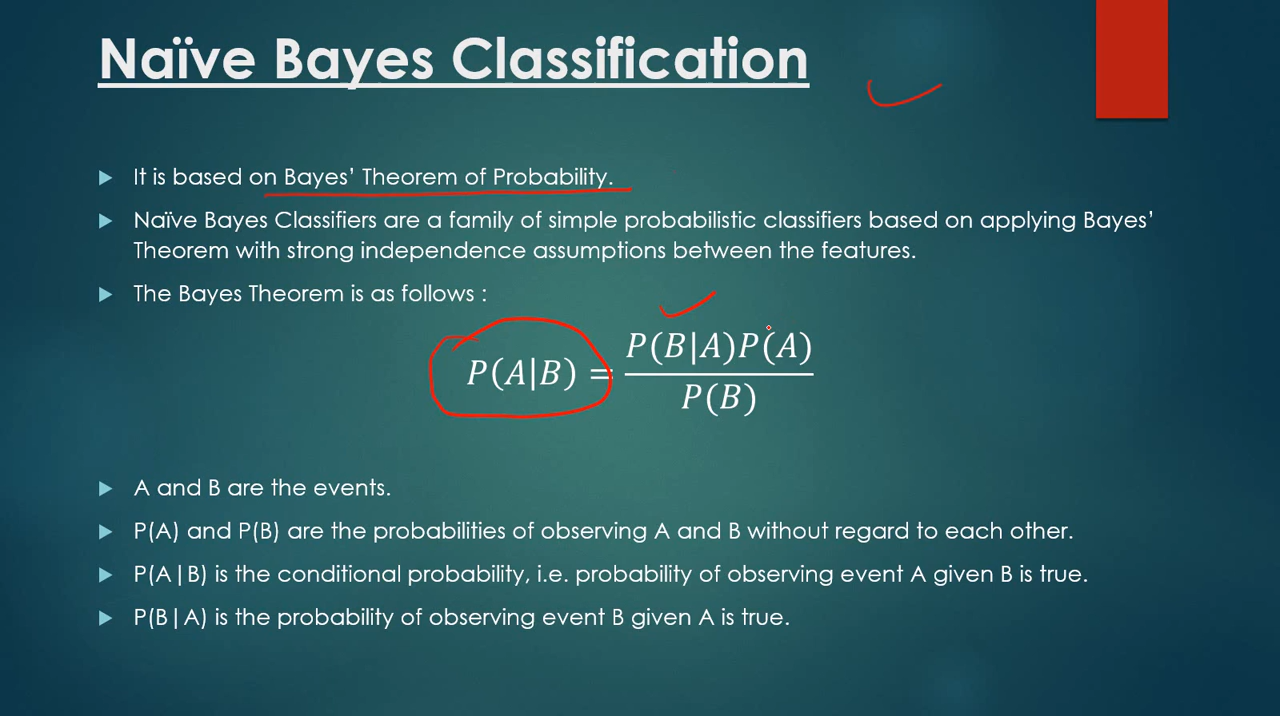 Naïve Bayes Classification
It is based on Bayes’ Theorem of Probability.
Naïve Bayes Classifiers are a family of simple probabilistic classifiers based on applying Bayes’
Theorem with strong independence assumptions between the features.
The Bayes Theorem is as follows :
P(A|B) = P(B|A)P(A)
P(B)
A and B are the events.
P(A) and P(B) are the probabilities of observing A and B without regard to each other.
P(A|B) is the conditional probability, i.e. probability of observing event A given B is true.
P(B|A) is the probability of observing event B given A is true.